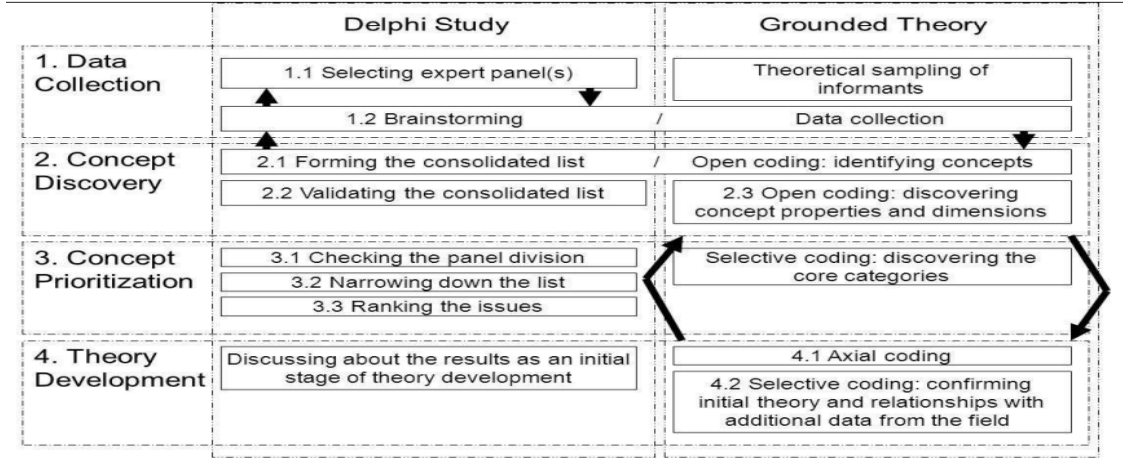 Delphi Study
Grounded Theory
1. Data
Collection
1.1 Selecting expert panel(s)
Theoretical sampling of
informants
1.2 Brainstorming / Data collection
2. Concept
Discovery
2.1 Forming the consolidated list / Open coding: identifying concepts
2.2 Validating the consolidated list
2.3 Open coding: discovering
concept properties and dimensions
3. Concept
Prioritization
3.1 Checking the panel division
3.2 Narrowing down the list
3.3 Ranking the issues
Selective coding: discovering the
core categories
4. Theory
Development
Discussing about the results as an initial
stage of theory development
4.1 Axial coding
4.2 Selective coding: confirming
initial theory and relationships with
additional data from the field